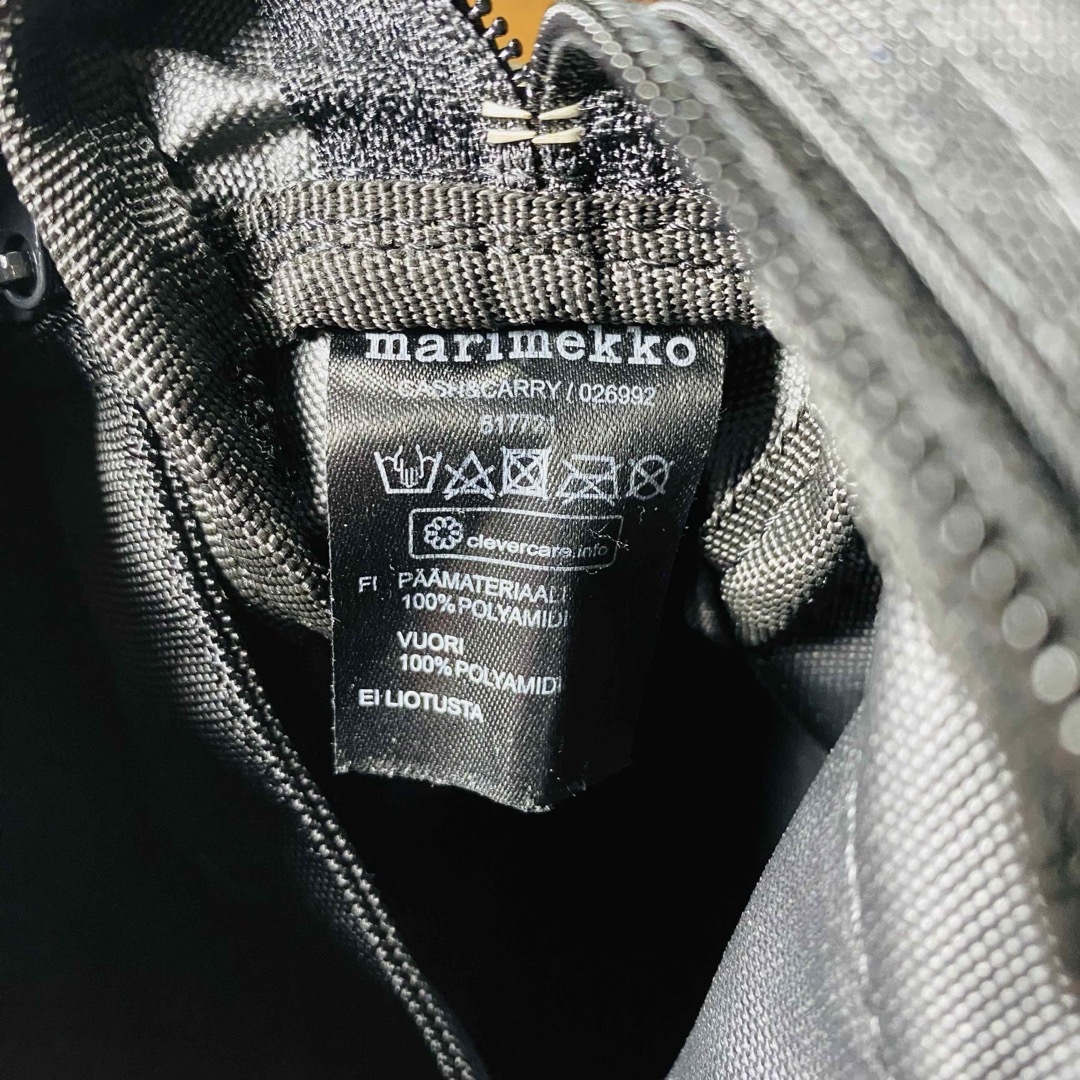 marimekko
CASH&CARRY / 026992
clevercare.info
FI PÄÄMATERIAALI
100% POLYAMIDI
VUORI
100% POLYAMIDI
EI LIOTUSTA